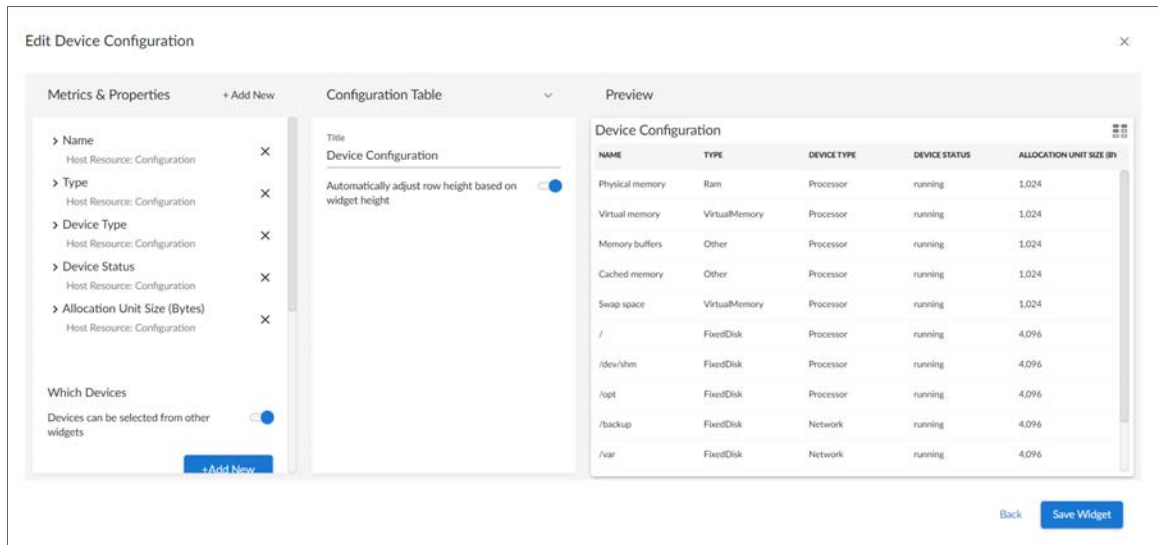 Edit Device Configuration
Metrics & Properties + Add New
Name
Host Resource: Configuration
Type
Host Resource: Configuration
Device Type
Host Resource: Configuration
Device Status
Host Resource: Configuration
Allocation Unit Size (Bytes)
Host Resource: Configuration
Which Devices
Devices can be selected from other
widgets
+Add New
Configuration Table
Title
Device Configuration
Automatically adjust row height based on
widget height
Preview
Device Configuration
NAME TYPE DEVICE TYPE DEVICE STATUS ALLOCATION UNIT SIZE (BY
Physical memory Ram Processor running 1,024
Virtual memory VirtualMemory Processor running 1,024
Memory buffers Other Processor running 1,024
Cached memory Other Processor running 1,024
Swap space VirtualMemory Processor running 1,024
/ FixedDisk Processor running 4,096
/dev/shm FixedDisk Processor running 4,096
/opt FixedDisk Processor running 4,096
/backup FixedDisk Network running 4,096
/var FixedDisk Network running 4,096
Back Save Widget